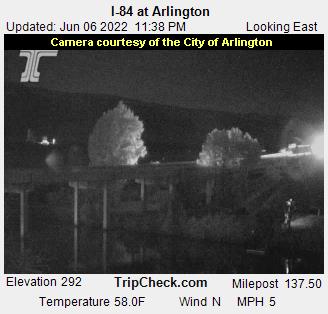 I-84 at Arlington
Updated: Jun 06 2022 11:38 PM Looking East
Camera courtesy of the City of Arlington
Elevation 292 TripCheck.com Milepost 137.50
Temperature 58.0F Wind N MPH 5